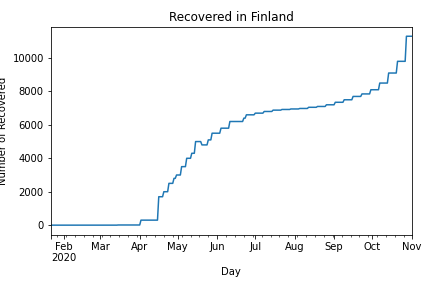 Recovered in Finland
Number of Recovered
10000
8000
6000
4000
2000
0
Feb Mar Apr May Jun Jul Aug Sep Oct Nov
2020
Day